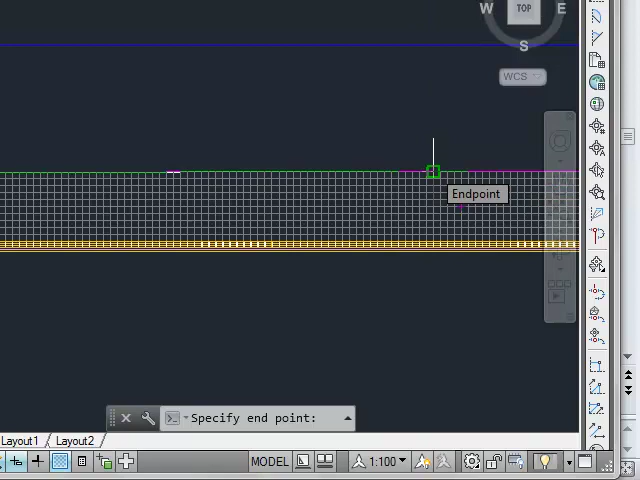 W TOP E
S
WCS
Endpoint
Specify end point:
Layout1 / Layout2
MODEL 1:100